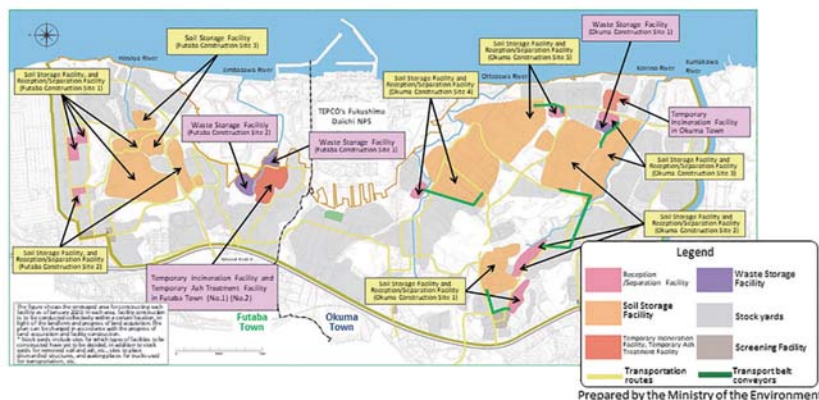 Soil Storage Facility
(Futaba Construction Site 3)
Waste Storage Facility
(Okuma Construction Site 1)
Soil Storage Facility, and
Reception/Separation Facility
(Futaba Construction Site 1)
Soil Storage Facility and
Reception/Separation Facility
(Okuma Construction Site 5)
Soil Storage Facility and
Reception/Separation Facility
(Okuma Construction Site 4)
TEPCO's Fukushima
Daiichi NPS
Waste Storage Facility
(Futaba Construction Site 2)
Waste Storage Facility
(Futaba Construction Site 1)
Temporary
Incineration Facility
in Okuma Town
Soil Storage Facility and
Reception/Separation Facility
(Okuma Construction Site 3)
Soil Storage Facility and
Reception/Separation Facility
(Okuma Construction Site 2)
Soil Storage Facility, and
Reception/Separation Facility
(Futaba Construction Site 2)
Temporary Incineration Facility and
Temporary Ash Treatment Facility
in Futaba Town (No.1) (No.2)
Soil Storage Facility and
Reception/Separation Facility
(Okuma Construction Site 1)
Futaba
Town
Okuma
Town
Legend
Reception
/Separation Facility
Waste Storage
Facility
Soil Storage
Facility
Stock yards
Temporary Incineration
Facility, Temporary Ash
Treatment Facility
Screening Facility
Transportation
routes
Transport belt
conveyors
Prepared by the Ministry of the Environment